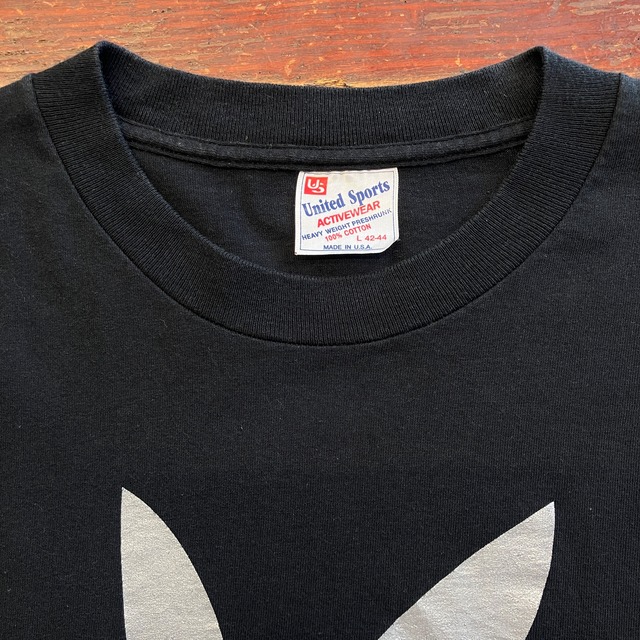 US
United Sports
ACTIVEWEAR
HEAVY WEIGHT PRESHRUNK
100% COTTON
L 42-44
MADE IN U.S.A.